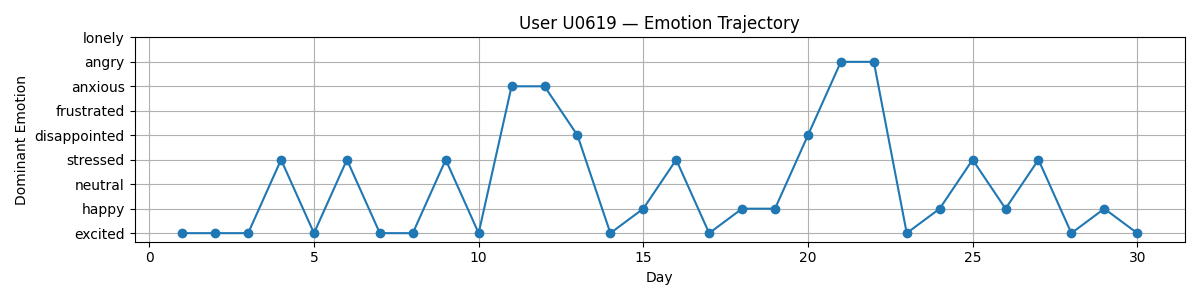 User U0619 — Emotion Trajectory
Dominant Emotion
lonely
angry
anxious
frustrated
disappointed
stressed
neutral
happy
excited
0 5 10 15 20 25 30
Day